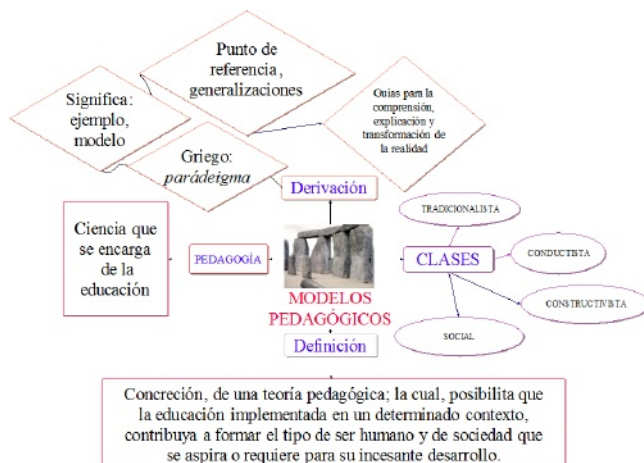 Punto de
referencia,
generalizaciones
Significa:
ejemplo,
modelo
Guías para la
comprensión,
explicación y
transformación de
la realidad
Griego:
parádeigma
Derivación
Ciencia que
se encarga
de la
educación
PEDAGOGÍA
MODELOS
PEDAGÓGICOS
CLASES
TRADICIONALISTA
CONDUCTISTA
CONSTRUCTIVISTA
SOCIAL
Definición
Concreción, de una teoría pedagógica; la cual, posibilita que
la educación implementada en un determinado contexto,
contribuya a formar el tipo de ser humano y de sociedad que
se aspira o requiere para su incesante desarrollo.